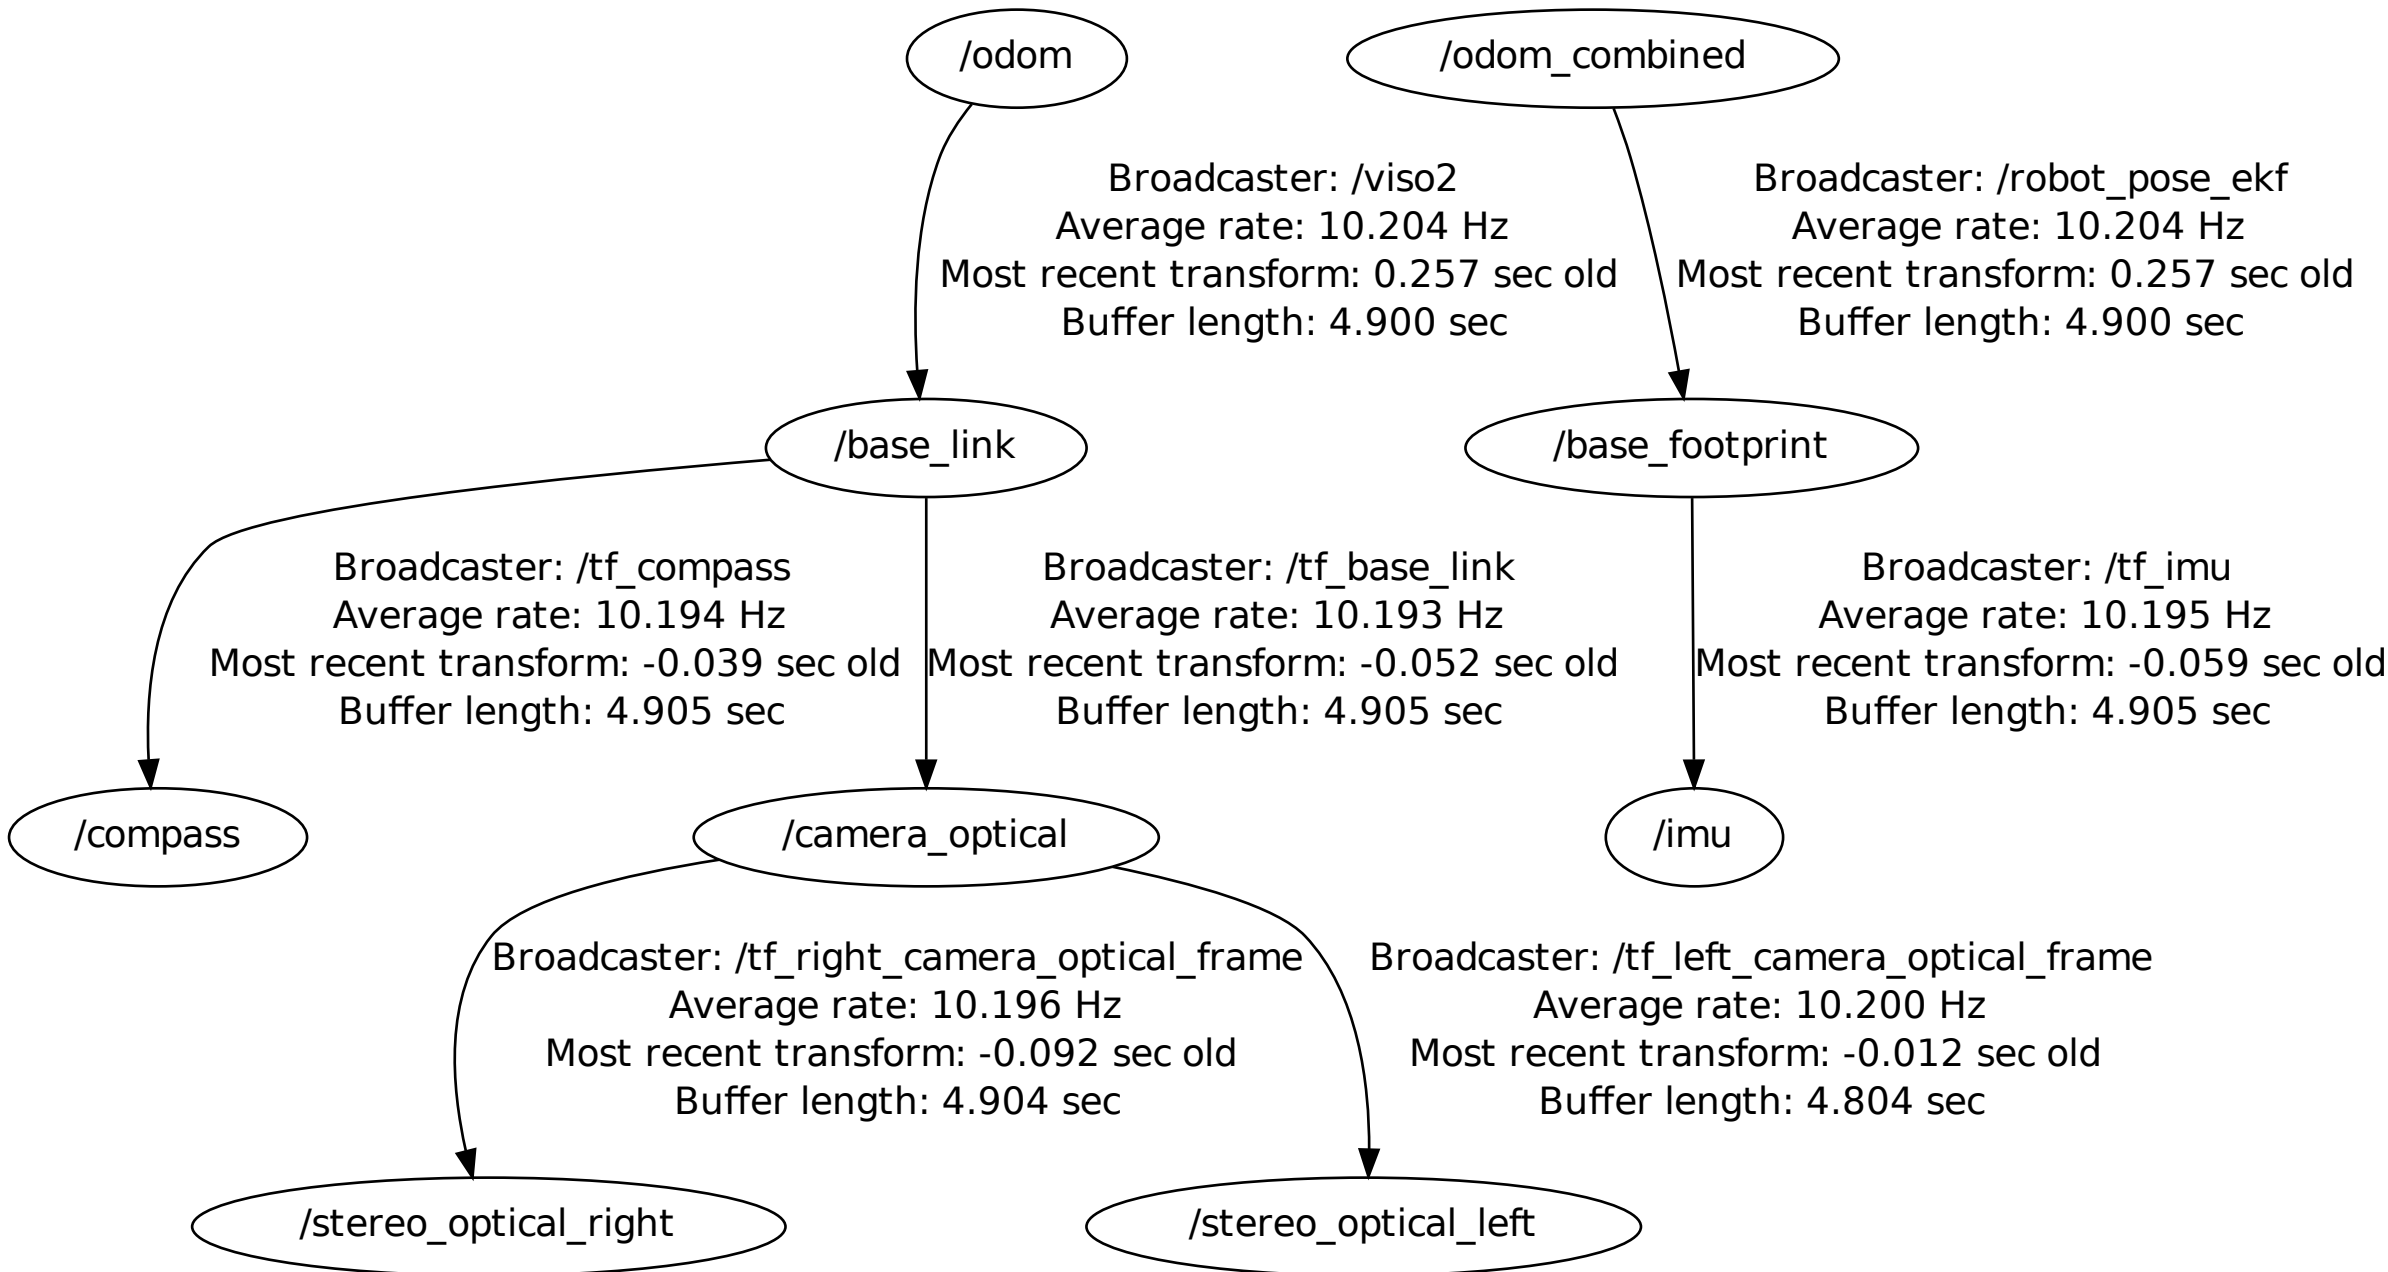 /odom
/odom_combined
Broadcaster: /viso2
Average rate: 10.204 Hz
Most recent transform: 0.257 sec old
Buffer length: 4.900 sec
Broadcaster: /robot_pose_ekf
Average rate: 10.204 Hz
Most recent transform: 0.257 sec old
Buffer length: 4.900 sec
/base_link
/base_footprint
Broadcaster: /tf_compass
Average rate: 10.194 Hz
Most recent transform: -0.039 sec old
Buffer length: 4.905 sec
Broadcaster: /tf_base_link
Average rate: 10.193 Hz
Most recent transform: -0.052 sec old
Buffer length: 4.905 sec
Broadcaster: /tf_imu
Average rate: 10.195 Hz
Most recent transform: -0.059 sec old
Buffer length: 4.905 sec
/compass
/camera_optical
/imu
Broadcaster: /tf_right_camera_optical_frame
Average rate: 10.196 Hz
Most recent transform: -0.092 sec old
Buffer length: 4.904 sec
Broadcaster: /tf_left_camera_optical_frame
Average rate: 10.200 Hz
Most recent transform: -0.012 sec old
Buffer length: 4.804 sec
/stereo_optical_right
/stereo_optical_left